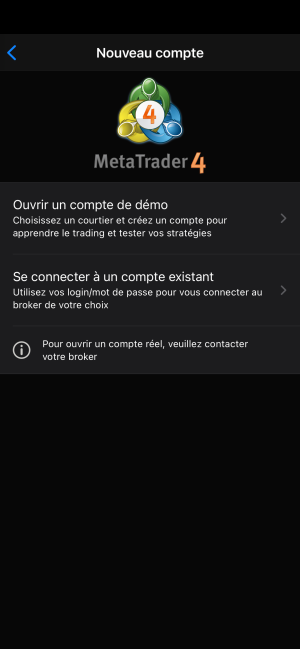 Nouveau compte
4
MetaTrader 4
Ouvrir un compte de démo
Choisissez un courtier et créez un compte pour
apprendre le trading et tester vos stratégies
Se connecter à un compte existant
Utilisez vos login/mot de passe pour vous connecter au
broker de votre choix
Pour ouvrir un compte réel, veuillez contacter
votre broker